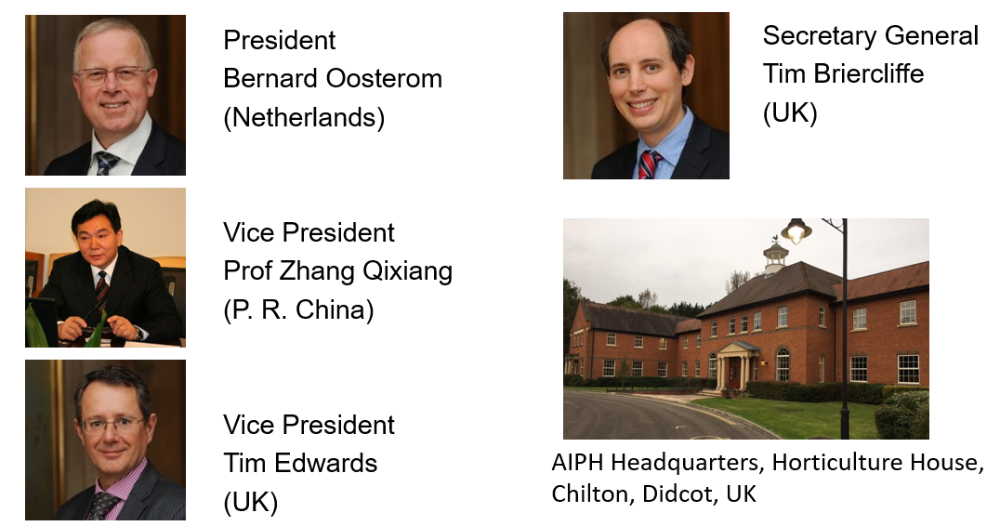 President
Bernard Oosterom
(Netherlands)
Vice President
Prof Zhang Qixiang
(P. R. China)
Vice President
Tim Edwards
(UK)
Secretary General
Tim Briercliffe
(UK)
AIPH Headquarters, Horticulture House,
Chilton, Didcot, UK